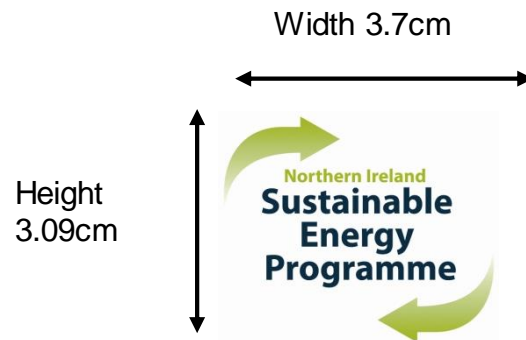 Width 3.7cm
Height
3.09cm
Northern Ireland
Sustainable
Energy
Programme